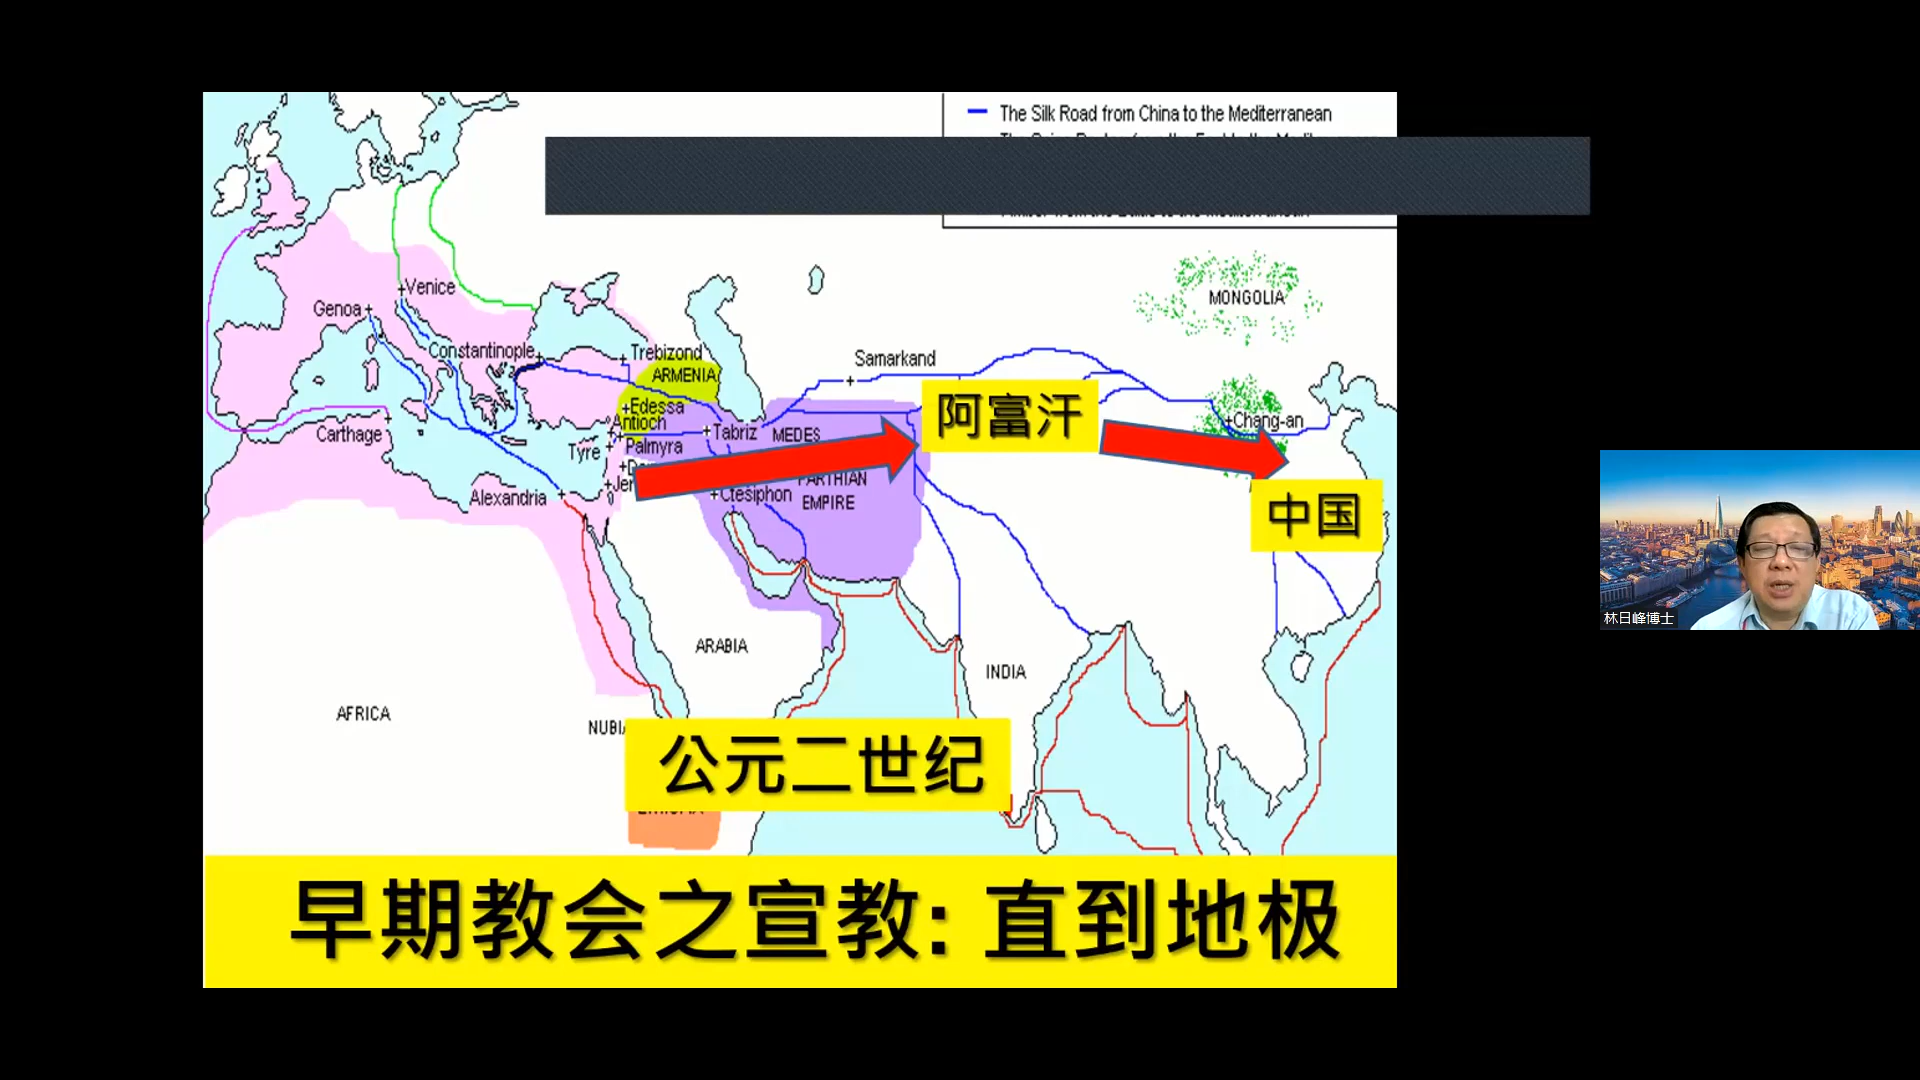 The Silk Road from China to the Mediterranean
MONGOLIA
Venice
Genoa
Constantinople
Trebizond
Samarkand
ARMENIA
阿富汗
Edessa
Antioch
Chang-an
Carthage
Tabriz
MEDES
Tyre
Palmyra
PARTHIAN
EMPIRE
Alexandria
Ctesiphon
中国
ARABIA
INDIA
AFRICA
公元二世纪
早期教会之宣教: 直到地极
林日峰博士